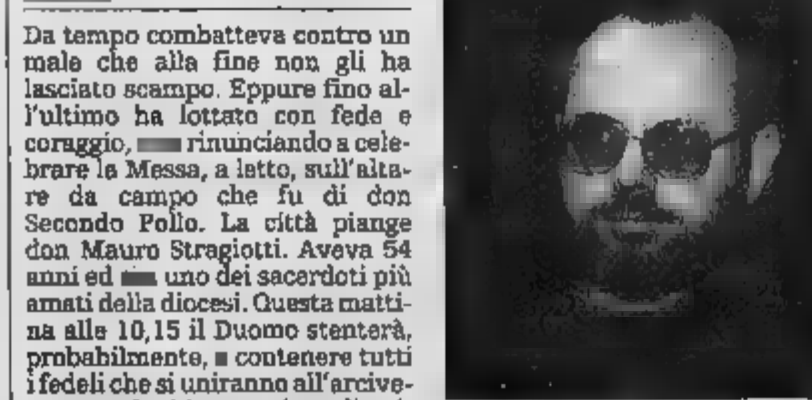 Da tempo combatteva contro un
male che alla fine non gli ha
lasciato scampo. Eppure fino al-
l'ultimo ha lottato con fede e
coraggio, rinunciando a cele-
brare la Messa, a letto, sull'alta-
re da campo che fu di don
Secondo Pollo. La città piange
don Mauro Stragiotti. Aveva 54
anni ed uno dei sacerdoti più
amati della diocesi. Questa matti-
na alle 10,15 il Duomo stenterà,
probabilmente, a contenere tutti
i fedeli che si uniranno all'arcive-